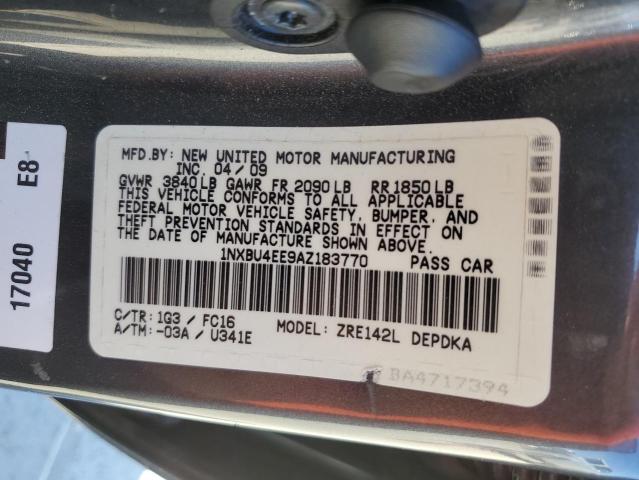 MFD.BY: NEW UNITED MOTOR MANUFACTURING
INC. 04/09
GVWR 3840LB GAWR FR 2090LB RR1850LB
THIS VEHICLE CONFORMS TO ALL APPLICABLE
FEDERAL MOTOR VEHICLE SAFETY, BUMPER, AND
THEFT PREVENTION STANDARDS IN EFFECT ON
THE DATE OF MANUFACTURE SHOWN ABOVE.
1NXBU4EE9AZ183770 PASS CAR
C/TR: 1G3 / FC16
A/TM: -03A / U341E
MODEL: ZRE142L DEPDKA
BA4717394
17040 E8